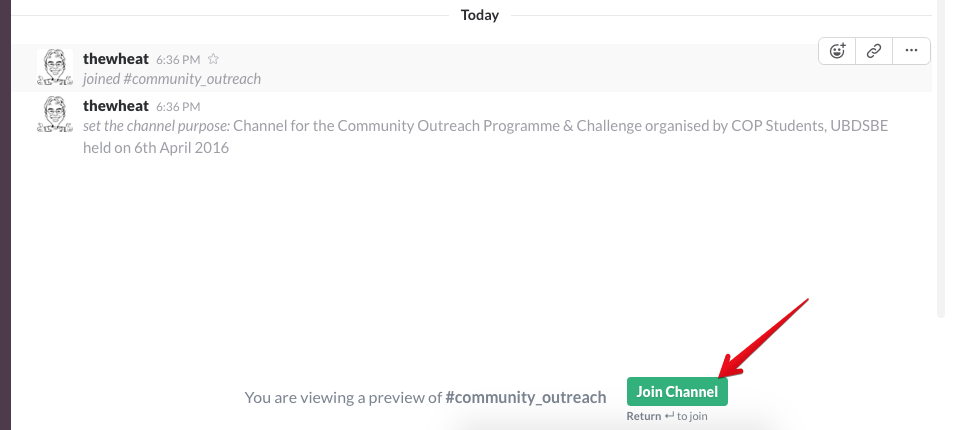 Today
thewheat 6:36 PM ☆
joined #community_outreach
thewheat 6:36 PM
set the channel purpose: Channel for the Community Outreach Programme & Challenge organised by COP Students, UBDSBE
held on 6th April 2016
You are viewing a preview of #community_outreach
Join Channel
Return ↵ to join